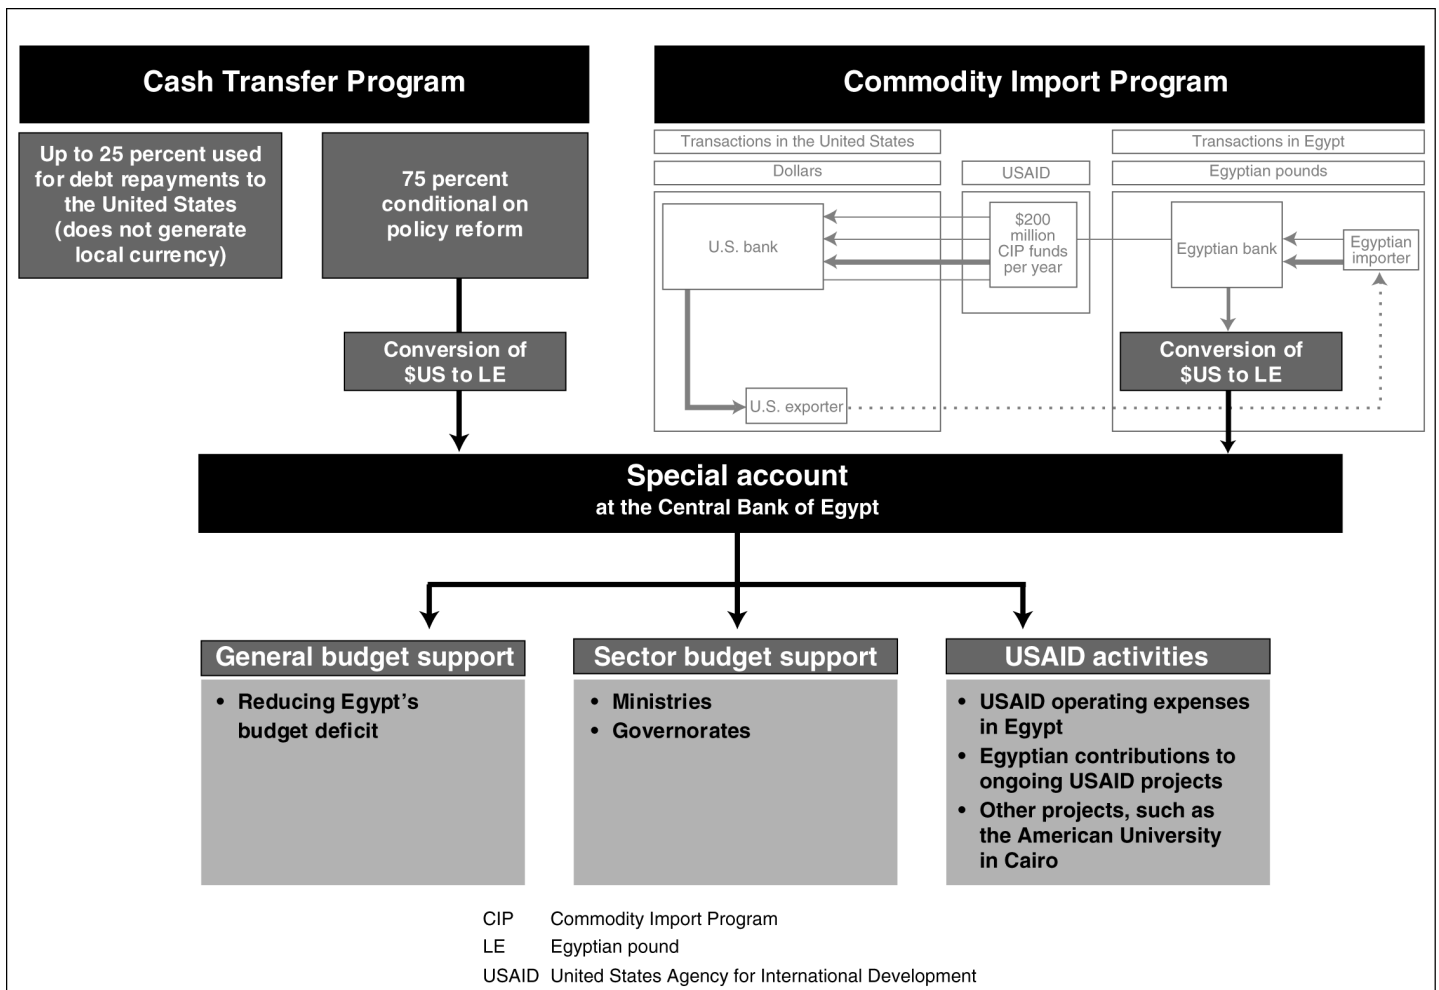 Cash Transfer Program
Up to 25 percent used
for debt repayments to
the United States
(does not generate
local currency)
75 percent
conditional on
policy reform
Conversion of
$US to LE
Commodity Import Program
Transactions in the United States
Dollars
USAID
Transactions in Egypt
Egyptian pounds
U.S. bank
$200
million
CIP funds
per year
Egyptian bank
Egyptian
importer
U.S. exporter
Conversion of
$US to LE
Special account
at the Central Bank of Egypt
General budget support
• Reducing Egypt’s
budget deficit
Sector budget support
• Ministries
• Governorates
USAID activities
• USAID operating expenses
in Egypt
• Egyptian contributions to
ongoing USAID projects
• Other projects, such as
the American University
in Cairo
CIP Commodity Import Program
LE Egyptian pound
USAID United States Agency for International Development